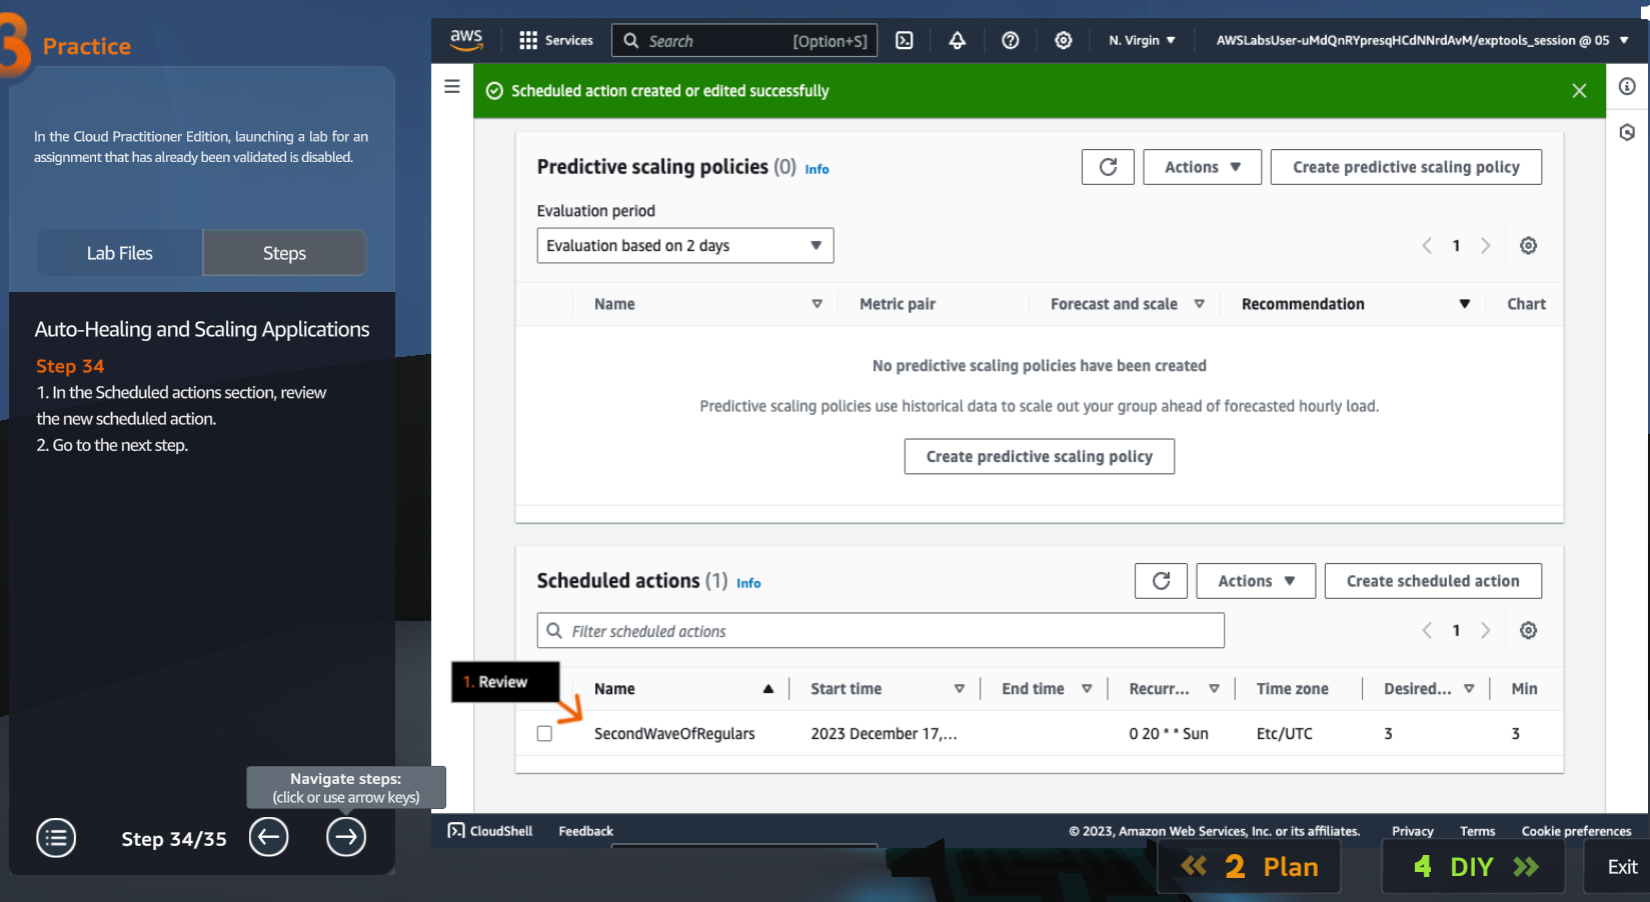 3 Practice
In the Cloud Practitioner Edition, launching a lab for an
assignment that has already been validated is disabled.
Lab Files
Steps
Auto-Healing and Scaling Applications
Step 34
1. In the Scheduled actions section, review
the new scheduled action.
2. Go to the next step.
Navigate steps:
(click or use arrow keys)
Step 34/35
aws
Services
Search
[Option+S]
N. Virgin
AWSLabsUser-uMdQnRYpresqHCdNNrdAvM/exptools_session @ 05
Scheduled action created or edited successfully
Predictive scaling policies (0) Info
Actions
Create predictive scaling policy
Evaluation period
Evaluation based on 2 days
1
Name
Metric pair
Forecast and scale
Recommendation
Chart
No predictive scaling policies have been created
Predictive scaling policies use historical data to scale out your group ahead of forecasted hourly load.
Create predictive scaling policy
Scheduled actions (1) Info
Actions
Create scheduled action
Filter scheduled actions
1
1. Review
Name
Start time
End time
Recurr...
Time zone
Desired...
Min
SecondWaveOfRegulars
2023 December 17,...
0 20 * * Sun
Etc/UTC
3
3
CloudShell
Feedback
© 2023, Amazon Web Services, Inc. or its affiliates.
Privacy
Terms
Cookie preferences
2 Plan
4 DIY
Exit